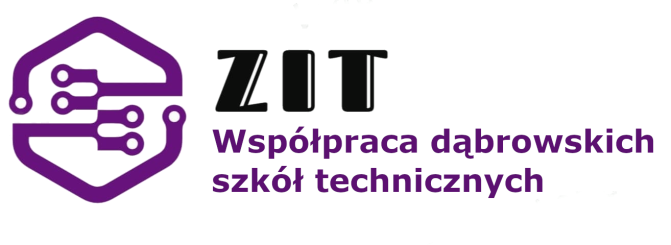 ZIT
Współpraca dąbrowskich
szkół technicznych